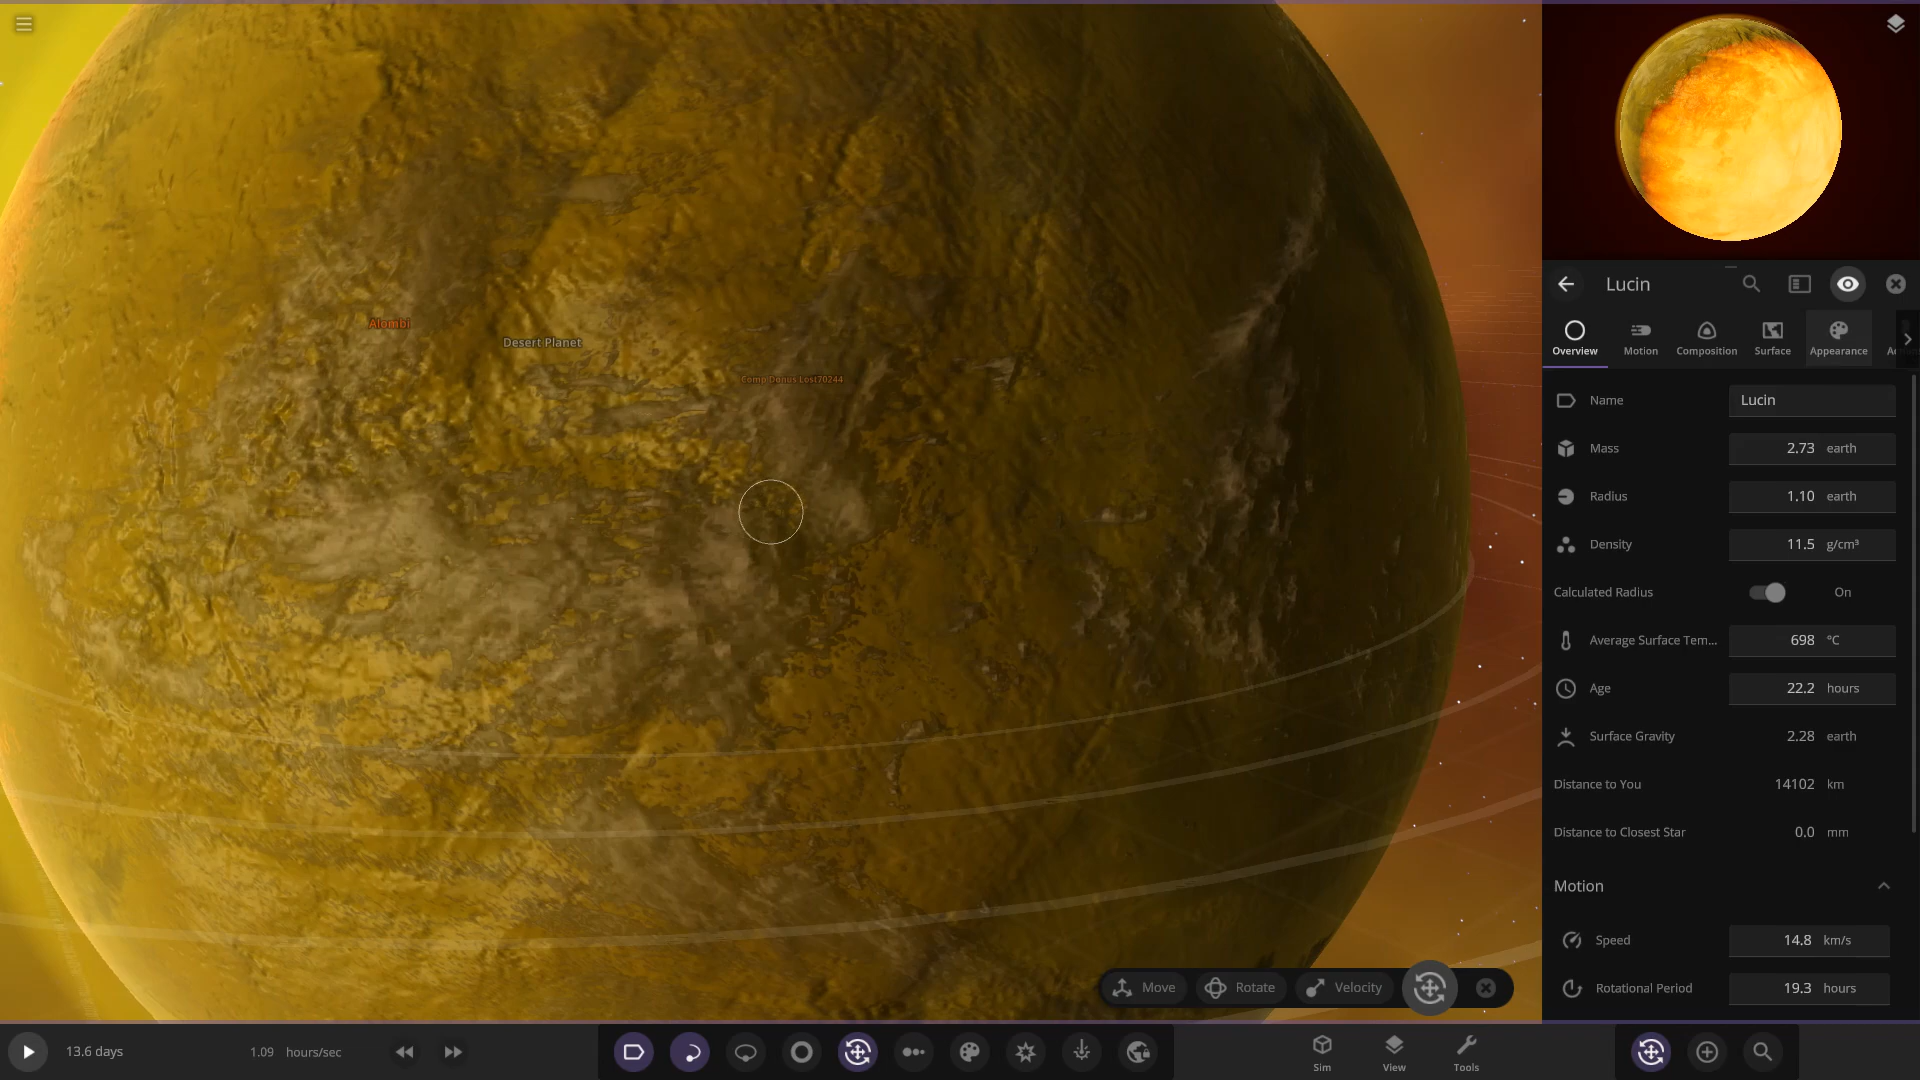 Alombi
Desert Planet
Comp Donus Lost70244
Move
Rotate
Velocity
Lucin
Overview
Motion
Composition
Surface
Appearance
Name
Lucin
Mass
2.73 earth
Radius
1.10 earth
Density
11.5 g/cm³
Calculated Radius
On
Average Surface Tem...
698 °C
Age
22.2 hours
Surface Gravity
2.28 earth
Distance to You
14102 km
Distance to Closest Star
0.0 mm
Motion
Speed
14.8 km/s
Rotational Period
19.3 hours
13.6 days
1.09 hours/sec
Sim
View
Tools